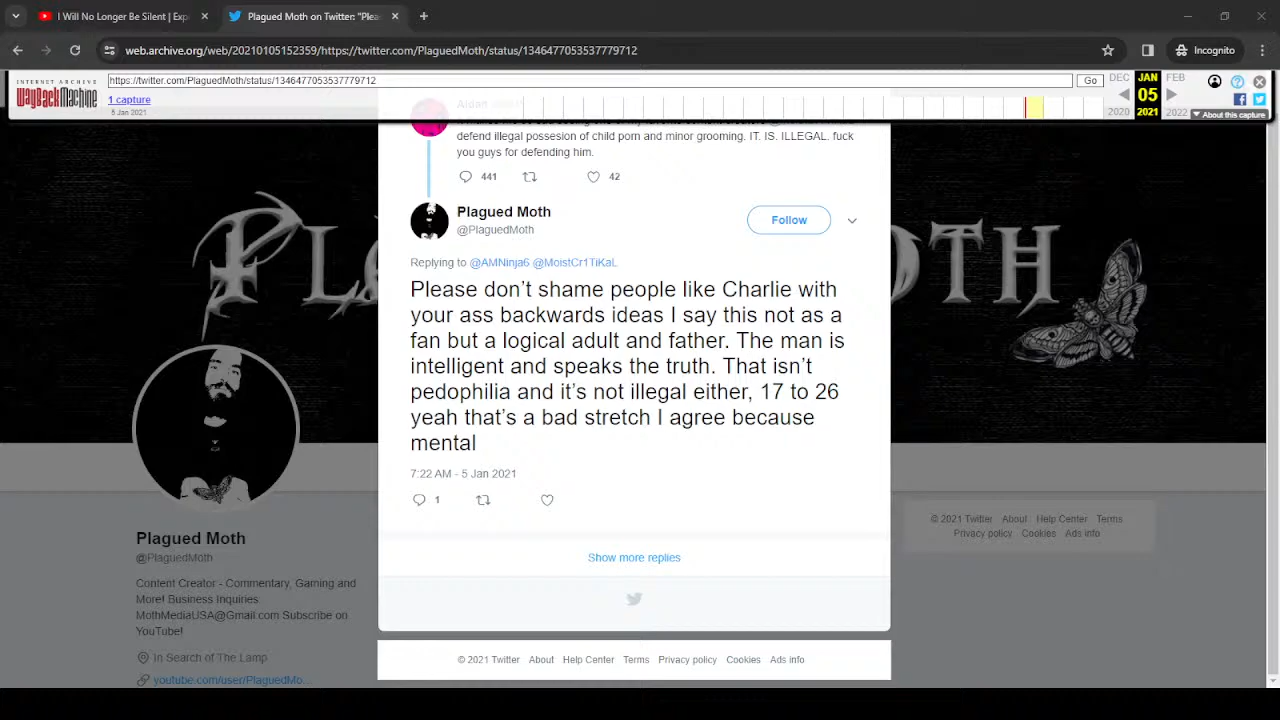 I Will No Longer Be Silent | Exp
Plagued Moth on Twitter: "Plea
web.archive.org/web/20210105152359/https://twitter.com/PlaguedMoth/status/1346477053537779712
Incognito
INTERNET ARCHIVE
WayBackMachine
https://twitter.com/PlaguedMoth/status/1346477053537779712
Go
DEC JAN FEB
1 capture
5 Jan 2021
05
2020 2021 2022
About this capture
defend illegal possesion of child porn and minor grooming. IT. IS. ILLEGAL. fuck
you guys for defending him.
441 42
Plagued Moth
@PlaguedMoth
Follow
Replying to @AMNinja6 @MoistCr1TiKaL
Please don't shame people like Charlie with
your ass backwards ideas I say this not as a
fan but a logical adult and father. The man is
intelligent and speaks the truth. That isn't
pedophilia and it's not illegal either, 17 to 26
yeah that's a bad stretch I agree because
mental
7:22 AM - 5 Jan 2021
1
Show more replies
© 2021 Twitter About Help Center Terms Privacy policy Cookies Ads info
Plagued Moth
@PlaguedMoth
Content Creator - Commentary, Gaming and
More! Business Inquiries:
MothMediaUSA@Gmail.com Subscribe on
YouTube!
In Search of The Lamp
youtube.com/user/PlaguedMo...
© 2021 Twitter About Help Center Terms
Privacy policy Cookies Ads info